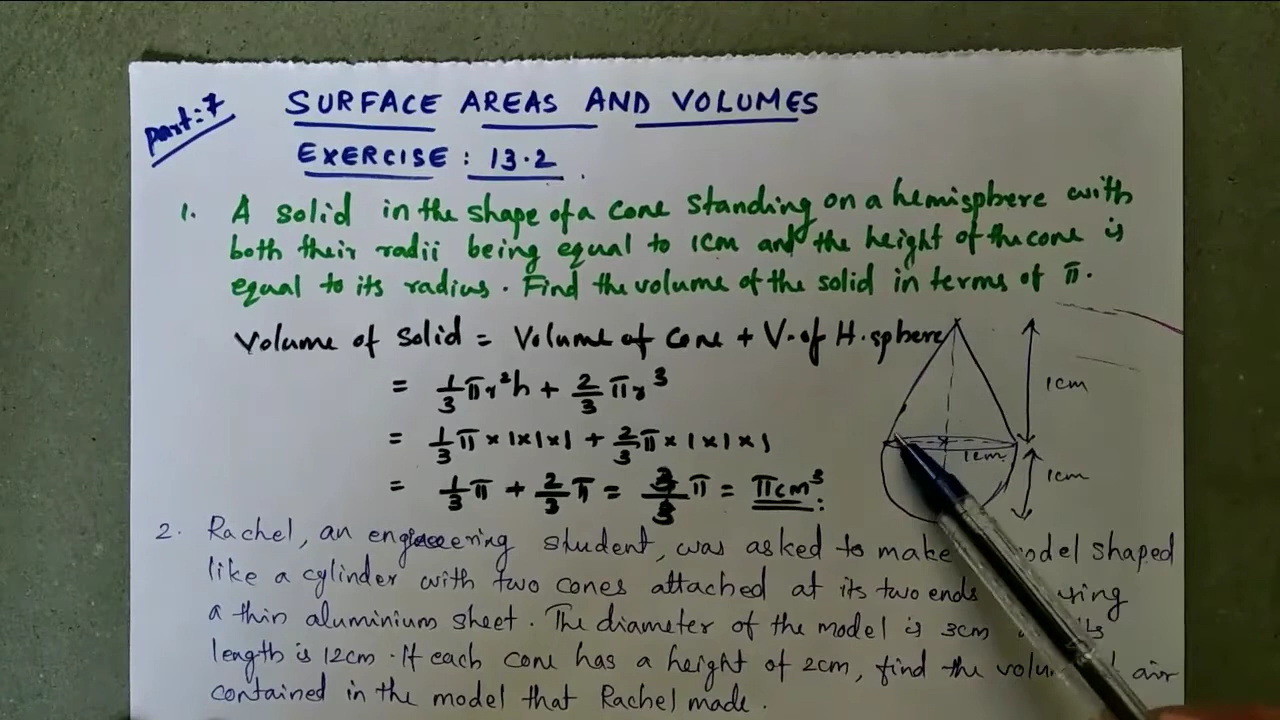 Part:7
SURFACE AREAS AND VOLUMES
EXERCISE: 13.2
1. A solid in the shape of a cone standing on a hemisphere with
both their radii being equal to 1cm and the height of the cone is
equal to its radius. Find the volume of the solid in terms of π.
Volume of solid = Volume of Cone + V. of H. sphere
= 1/3 πr²h + 2/3 πr³
= 1/3 π × 1×1×1 + 2/3 π × 1×1×1
= 1/3 π + 2/3 π = 3/3 π = π cm³
1cm
1cm
1cm
2. Rachel, an engineering student, was asked to make model shaped
like a cylinder with two cones attached at its two ends
a thin aluminium sheet. The diameter of the model is 3cm
length is 12cm. If each cone has a height of 2cm, find the air
contained in the model that Rachel made.